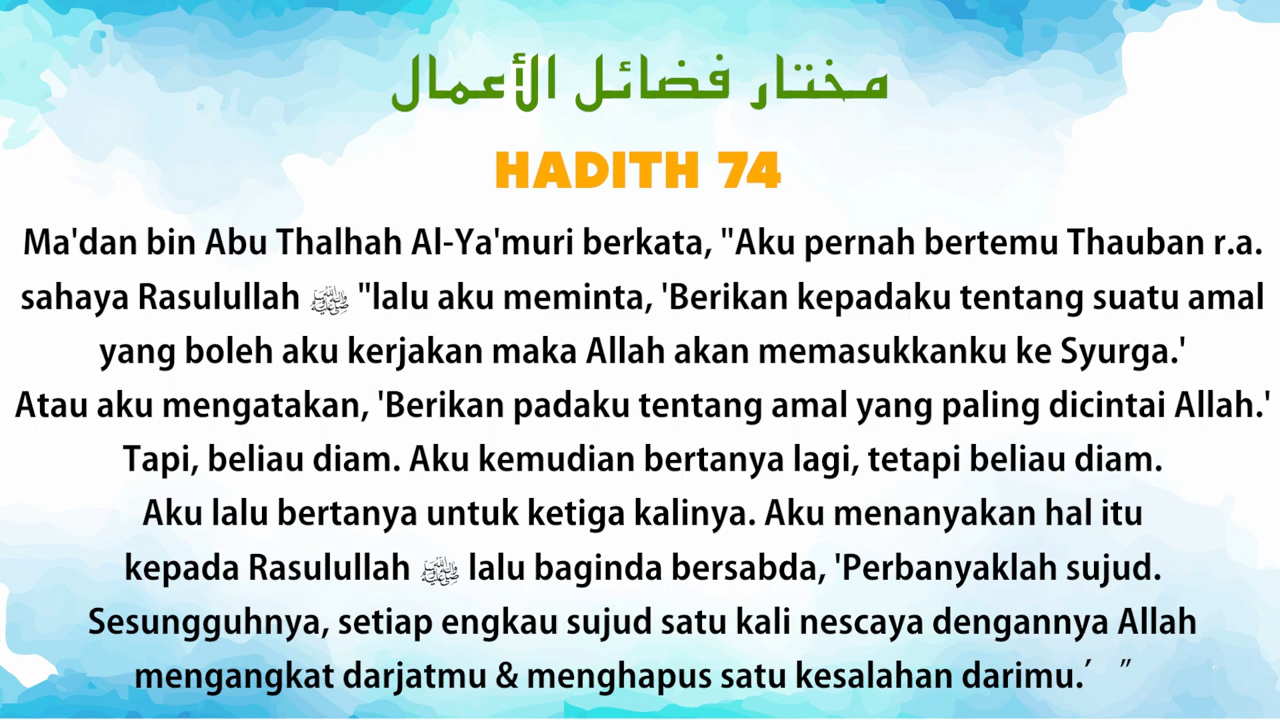 مختار فضائل الأعمال
HADITH 74
Ma'dan bin Abu Thalhah Al-Ya'muri berkata, "Aku pernah bertemu Thauban r.a.
sahaya Rasulullah ﷺ "lalu aku meminta, 'Berikan kepadaku tentang suatu amal
yang boleh aku kerjakan maka Allah akan memasukkanku ke Syurga.'
Atau aku mengatakan, 'Berikan padaku tentang amal yang paling dicintai Allah.'
Tapi, beliau diam. Aku kemudian bertanya lagi, tetapi beliau diam.
Aku lalu bertanya untuk ketiga kalinya. Aku menanyakan hal itu
kepada Rasulullah ﷺ lalu baginda bersabda, 'Perbanyaklah sujud.
Sesungguhnya, setiap engkau sujud satu kali nescaya dengannya Allah
mengangkat darjatmu & menghapus satu kesalahan darimu.′ ″